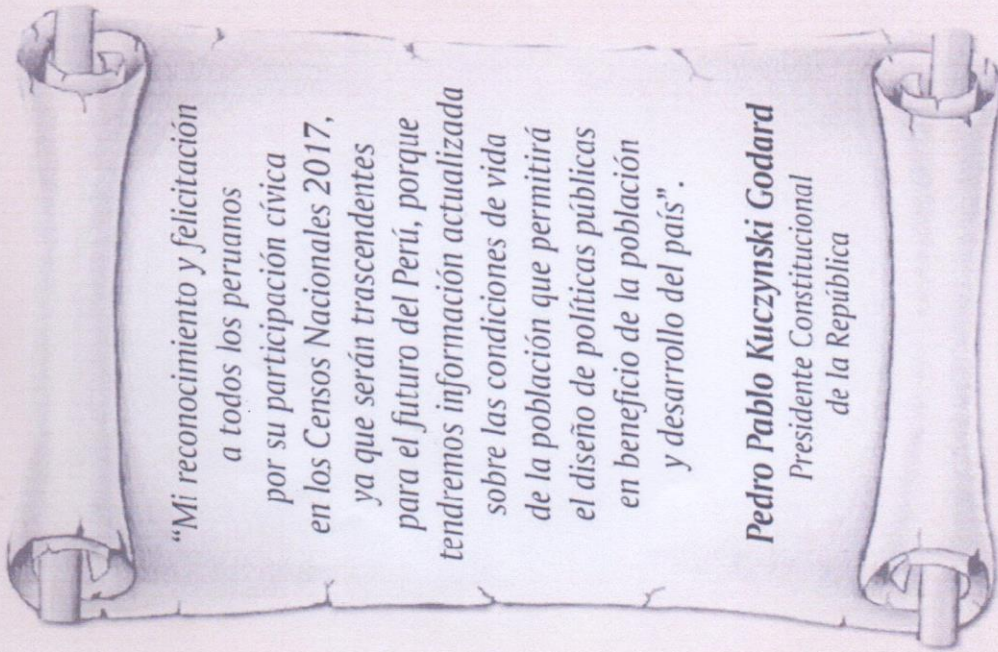 “Mi reconocimiento y felicitación
a todos los peruanos
por su participación cívica
en los Censos Nacionales 2017,
ya que serán trascendentes
para el futuro del Perú, porque
tendremos información actualizada
sobre las condiciones de vida
de la población que permitirá
el diseño de políticas públicas
en beneficio de la población
y desarrollo del país”.
Pedro Pablo Kuczynski Godard
Presidente Constitucional
de la República